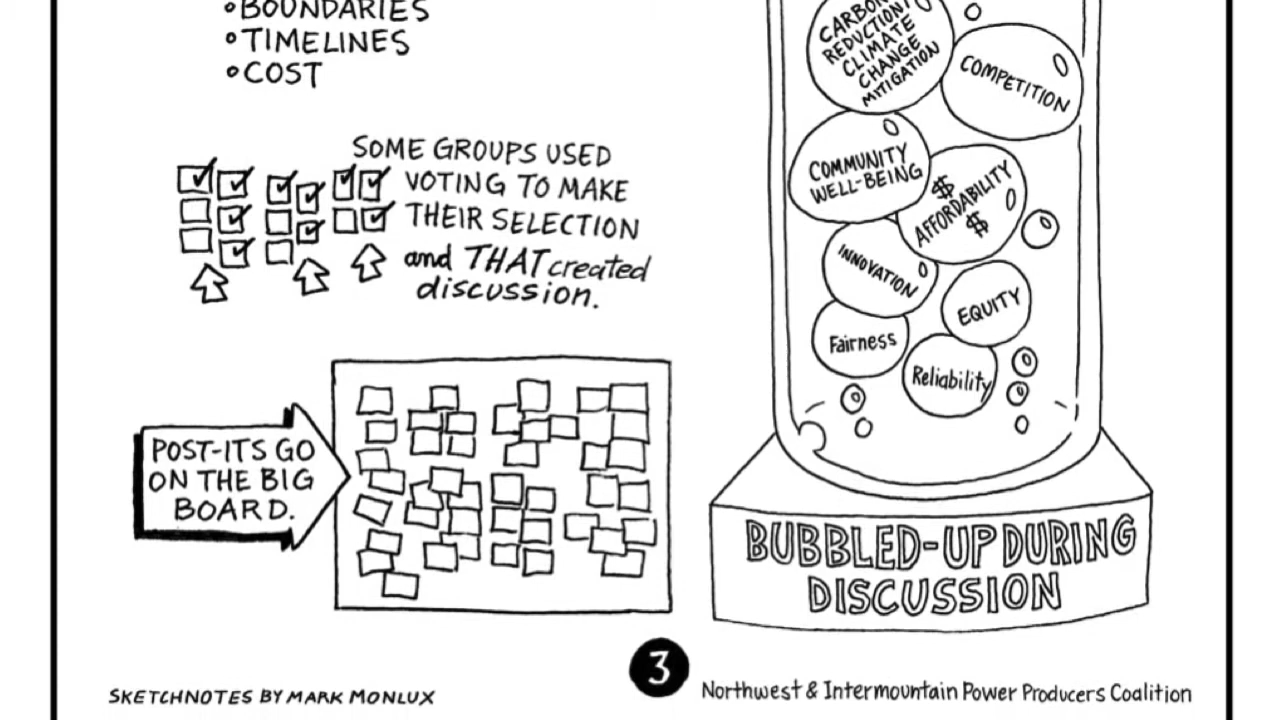 • BOUNDARIES
• TIMELINES
• COST
SOME GROUPS USED
VOTING TO MAKE
THEIR SELECTION
and THAT created
discussion.
POST-ITS GO
ON THE BIG
BOARD.
CARBON
REDUCTION/
CLIMATE
CHANGE
MITIGATION
COMPETITION
COMMUNITY
WELL-BEING
$
AFFORDABILITY
$
INNOVATION
EQUITY
Fairness
Reliability
BUBBLED-UP DURING
DISCUSSION
3
SKETCHNOTES BY MARK MONLUX
Northwest & Intermountain Power Producers Coalition